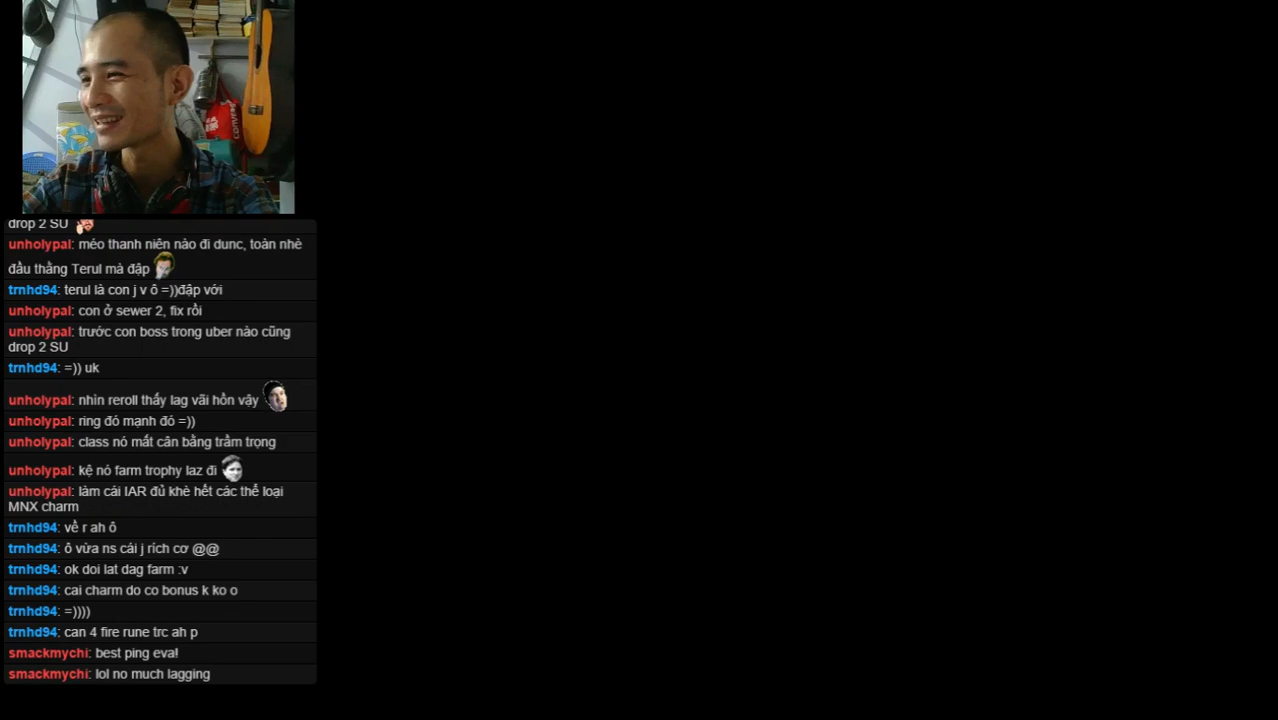 CONVERSE
drop 2 SU
unholypal: méo thanh niên nào đi dunc, toàn nhè
đầu thằng Terul mà đập
trnhd94: terul là con j v ô =))đập với
unholypal: con ở sewer 2, fix rồi
unholypal: trước con boss trong uber nào cũng
drop 2 SU
trnhd94: =)) uk
unholypal: nhìn reroll thấy lag vãi hồn vậy
unholypal: ring đó mạnh đó =))
unholypal: class nó mất cân bằng trầm trọng
unholypal: kệ nó farm trophy laz đi
unholypal: làm cái IAR đủ khè hết các thể loại
MNX charm
trnhd94: về r ah ô
trnhd94: ô vừa ns cái j rích cơ @@
trnhd94: ok doi lat dag farm :v
trnhd94: cai charm do co bonus k ko o
trnhd94: =))))
trnhd94: can 4 fire rune trc ah p
smackmychi: best ping eva!
smackmychi: lol no much lagging